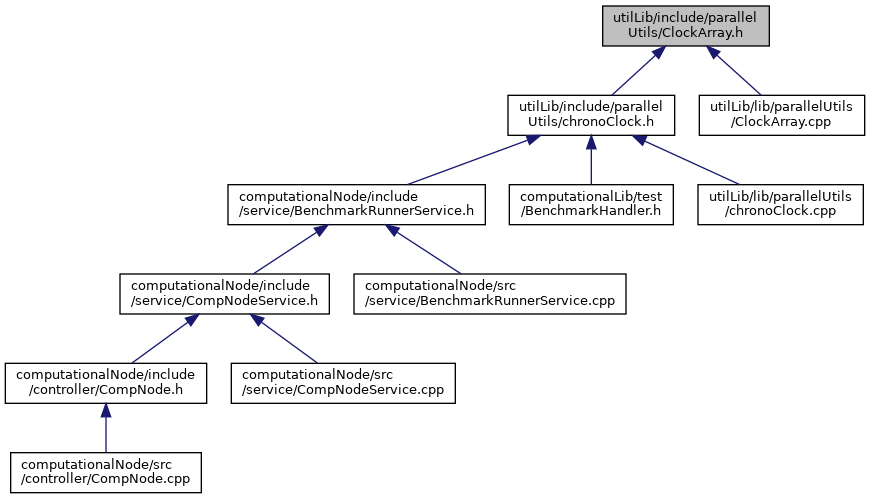 utilLib/include/parallel
Utils/ClockArray.h
utilLib/include/parallel
Utils/chronoClock.h
utilLib/lib/parallelUtils
/ClockArray.cpp
computationalNode/include
/service/BenchmarkRunnerService.h
computationalLib/test
/BenchmarkHandler.h
utilLib/lib/parallelUtils
/chronoClock.cpp
computationalNode/include
/service/CompNodeService.h
computationalNode/src
/service/BenchmarkRunnerService.cpp
computationalNode/include
/controller/CompNode.h
computationalNode/src
/service/CompNodeService.cpp
computationalNode/src
/controller/CompNode.cpp